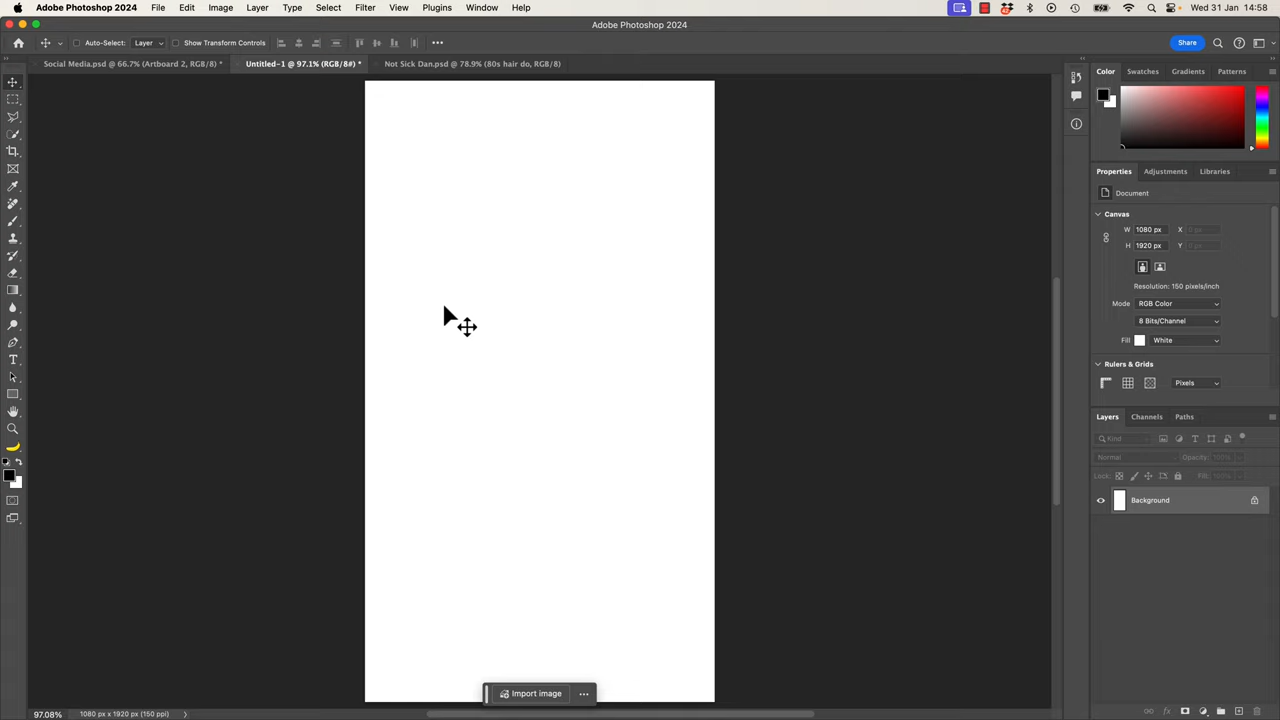 Adobe Photoshop 2024 File Edit Image Layer Type Select Filter View Plugins Window Help Wed 31 Jan 14:58
Adobe Photoshop 2024
Auto-Select: Layer Show Transform Controls Share
Social Media.psd @ 66.7% (Artboard 2, RGB/8) * Untitled-1 @ 97.1% (RGB/8#) * Not Sick Dan.psd @ 78.9% (80s hair do, RGB/8)
Color Swatches Gradients Patterns
Properties Adjustments Libraries
Document
Canvas
W 1080 px X 0 px
H 1920 px Y 0 px
Resolution: 150 pixels/inch
Mode RGB Color
8 Bits/Channel
Fill White
Rulers & Grids
Pixels
Layers Channels Paths
Kind
Normal Opacity: 100%
Lock: Fill: 100%
Background
Import image
97.08% 1080 px x 1920 px (150 ppi)